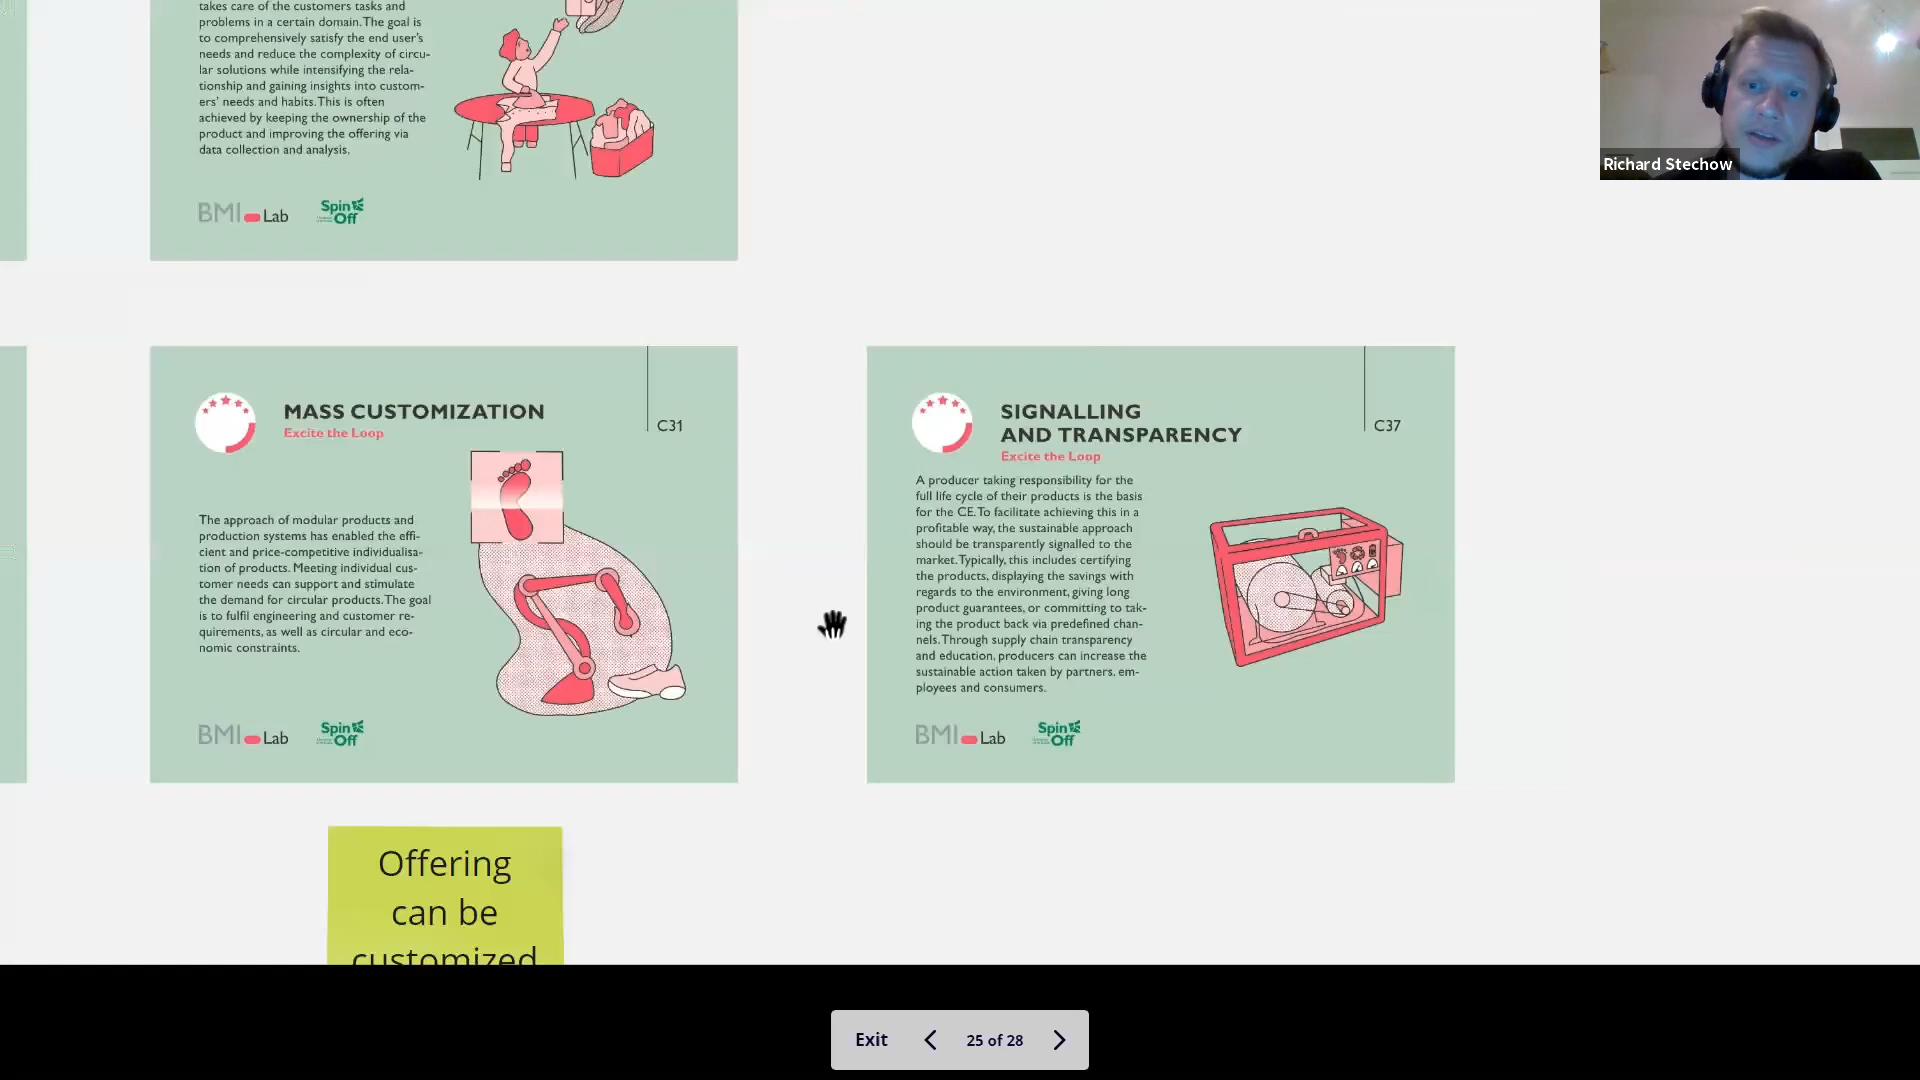 takes care of the customers tasks and
problems in a certain domain. The goal is
to comprehensively satisfy the end user's
needs and reduce the complexity of circu-
lar solutions while intensifying the rela-
tionship and gaining insights into custom-
ers' needs and habits. This is often
achieved by keeping the ownership of the
product and improving the offering via
data collection and analysis.
BMI Lab
Spin
Off
Richard Stechow
MASS CUSTOMIZATION
Excite the Loop
C31
The approach of modular products and
production systems has enabled the effi-
cient and price-competitive individualisa-
tion of products. Meeting individual cus-
tomer needs can support and stimulate
the demand for circular products. The goal
is to fulfil engineering and customer re-
quirements, as well as circular and eco-
nomic constraints.
BMI Lab
Spin
Off
SIGNALLING
AND TRANSPARENCY
Excite the Loop
C37
A producer taking responsibility for the
full life cycle of their products is the basis
for the CE. To facilitate achieving this in a
profitable way, the sustainable approach
should be transparently signalled to the
market. Typically, this includes certifying
the products, displaying the savings with
regards to the environment, giving long
product guarantees, or committing to tak-
ing the product back via predefined chan-
nels. Through supply chain transparency
and education, producers can increase the
sustainable action taken by partners, em-
ployees and consumers.
BMI Lab
Spin
Off
Offering
can be
customized
Exit
25 of 28